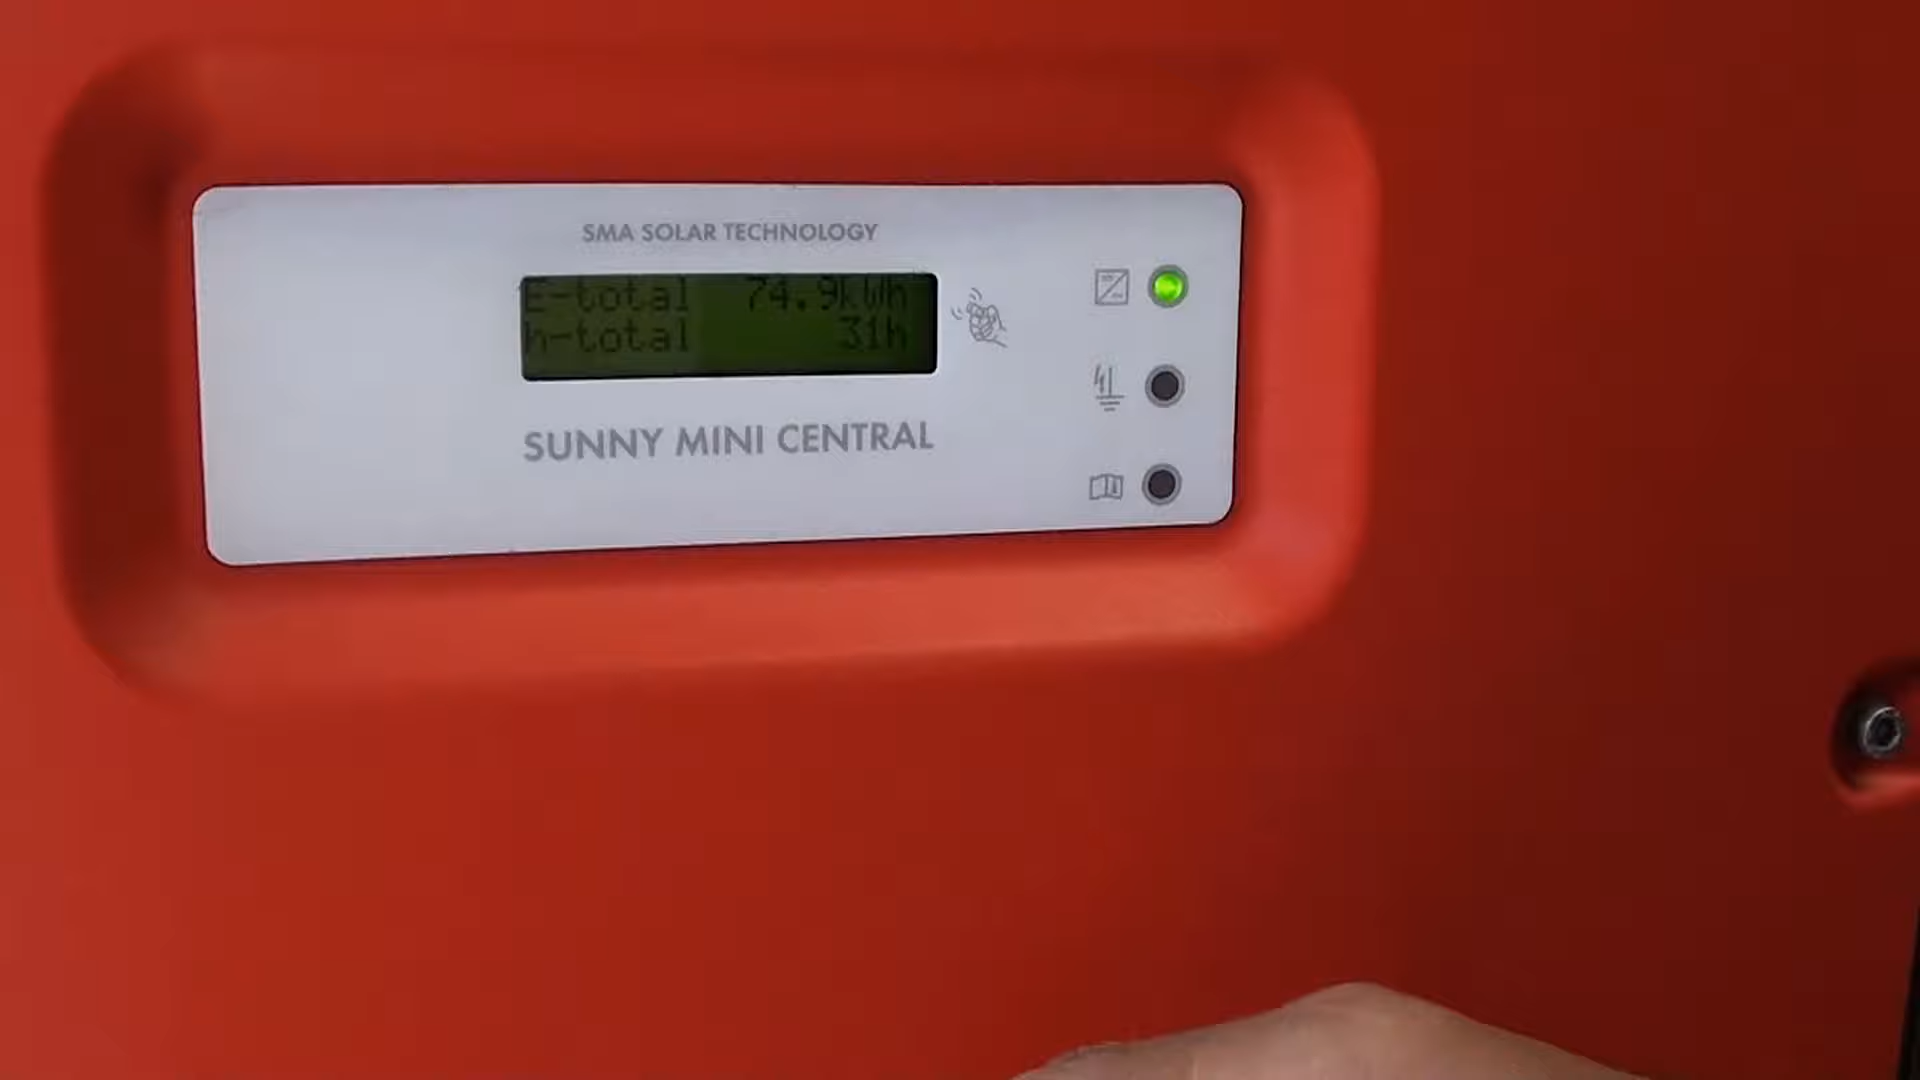 SMA SOLAR TECHNOLOGY
E-total 74.9kWh
h-total 31h
SUNNY MINI CENTRAL